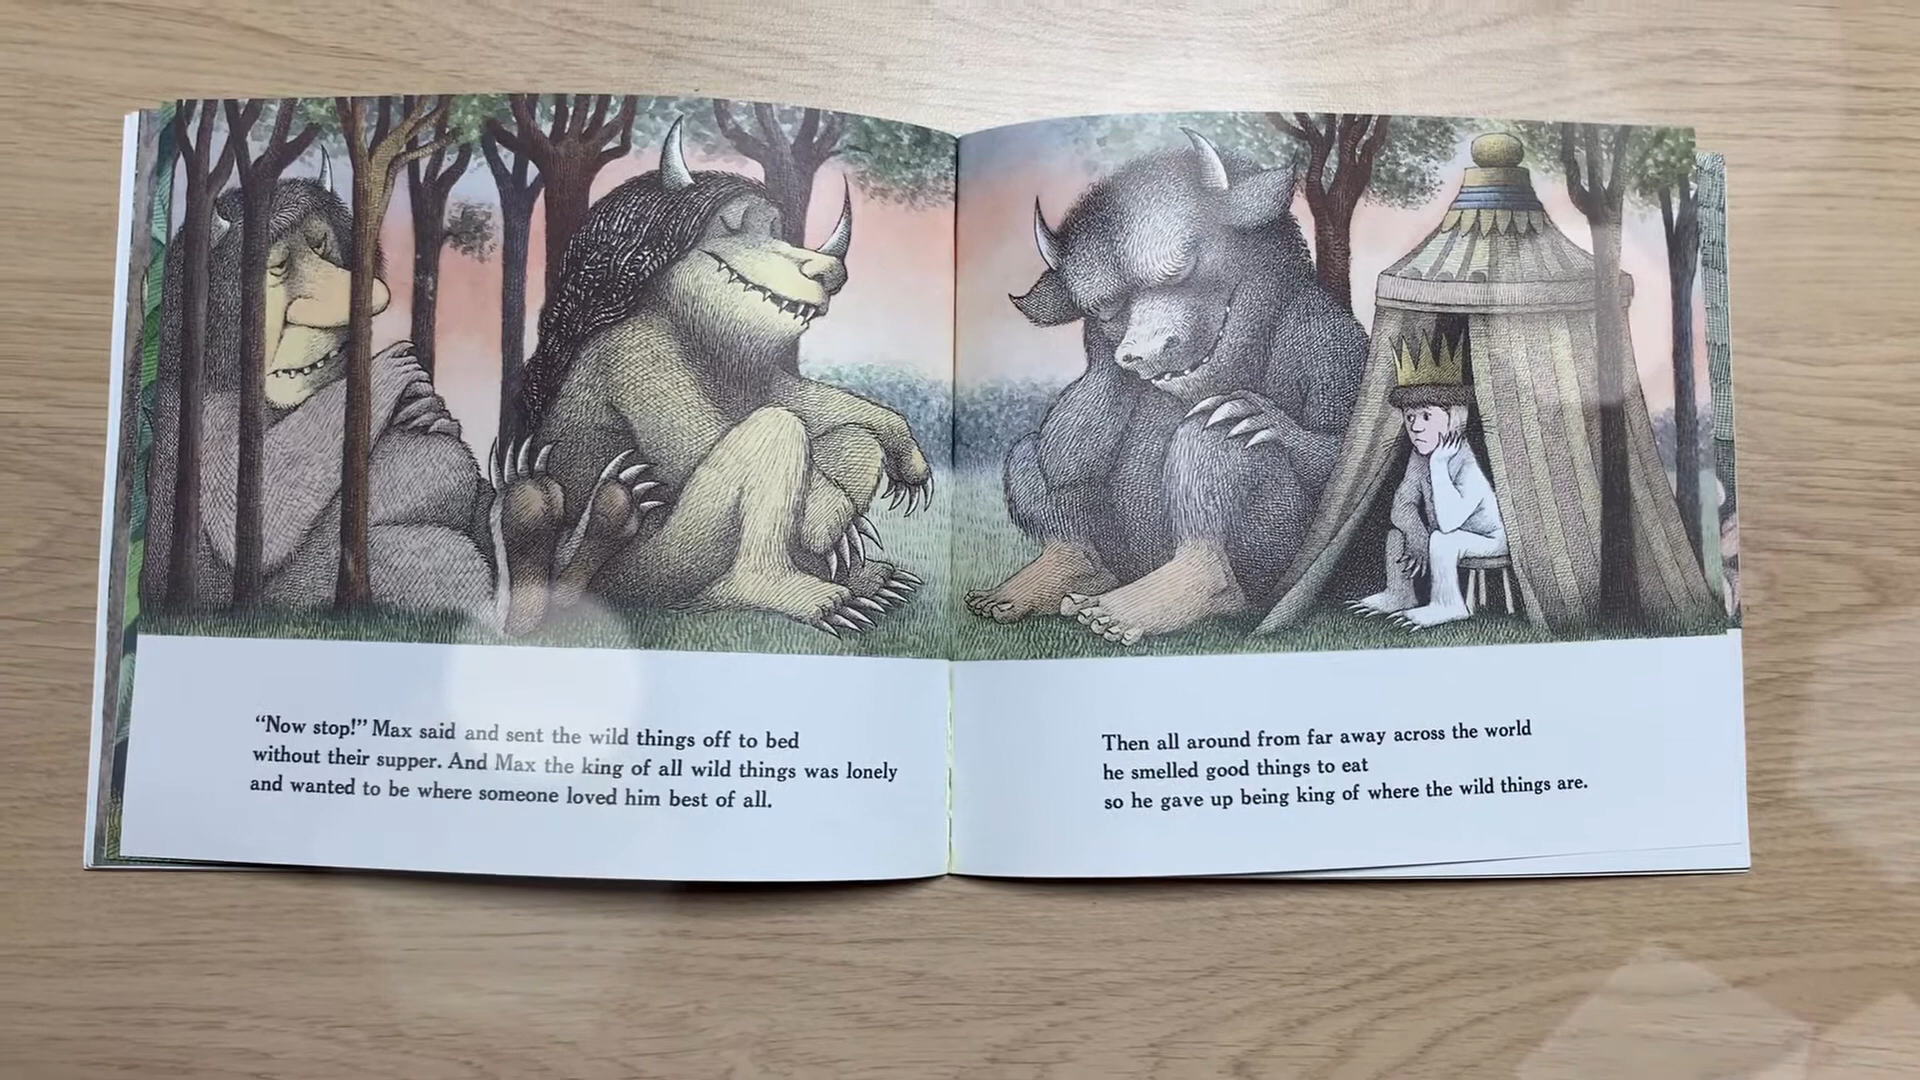 “Now stop!” Max said and sent the wild things off to bed
without their supper. And Max the king of all wild things was lonely
and wanted to be where someone loved him best of all.
Then all around from far away across the world
he smelled good things to eat
so he gave up being king of where the wild things are.